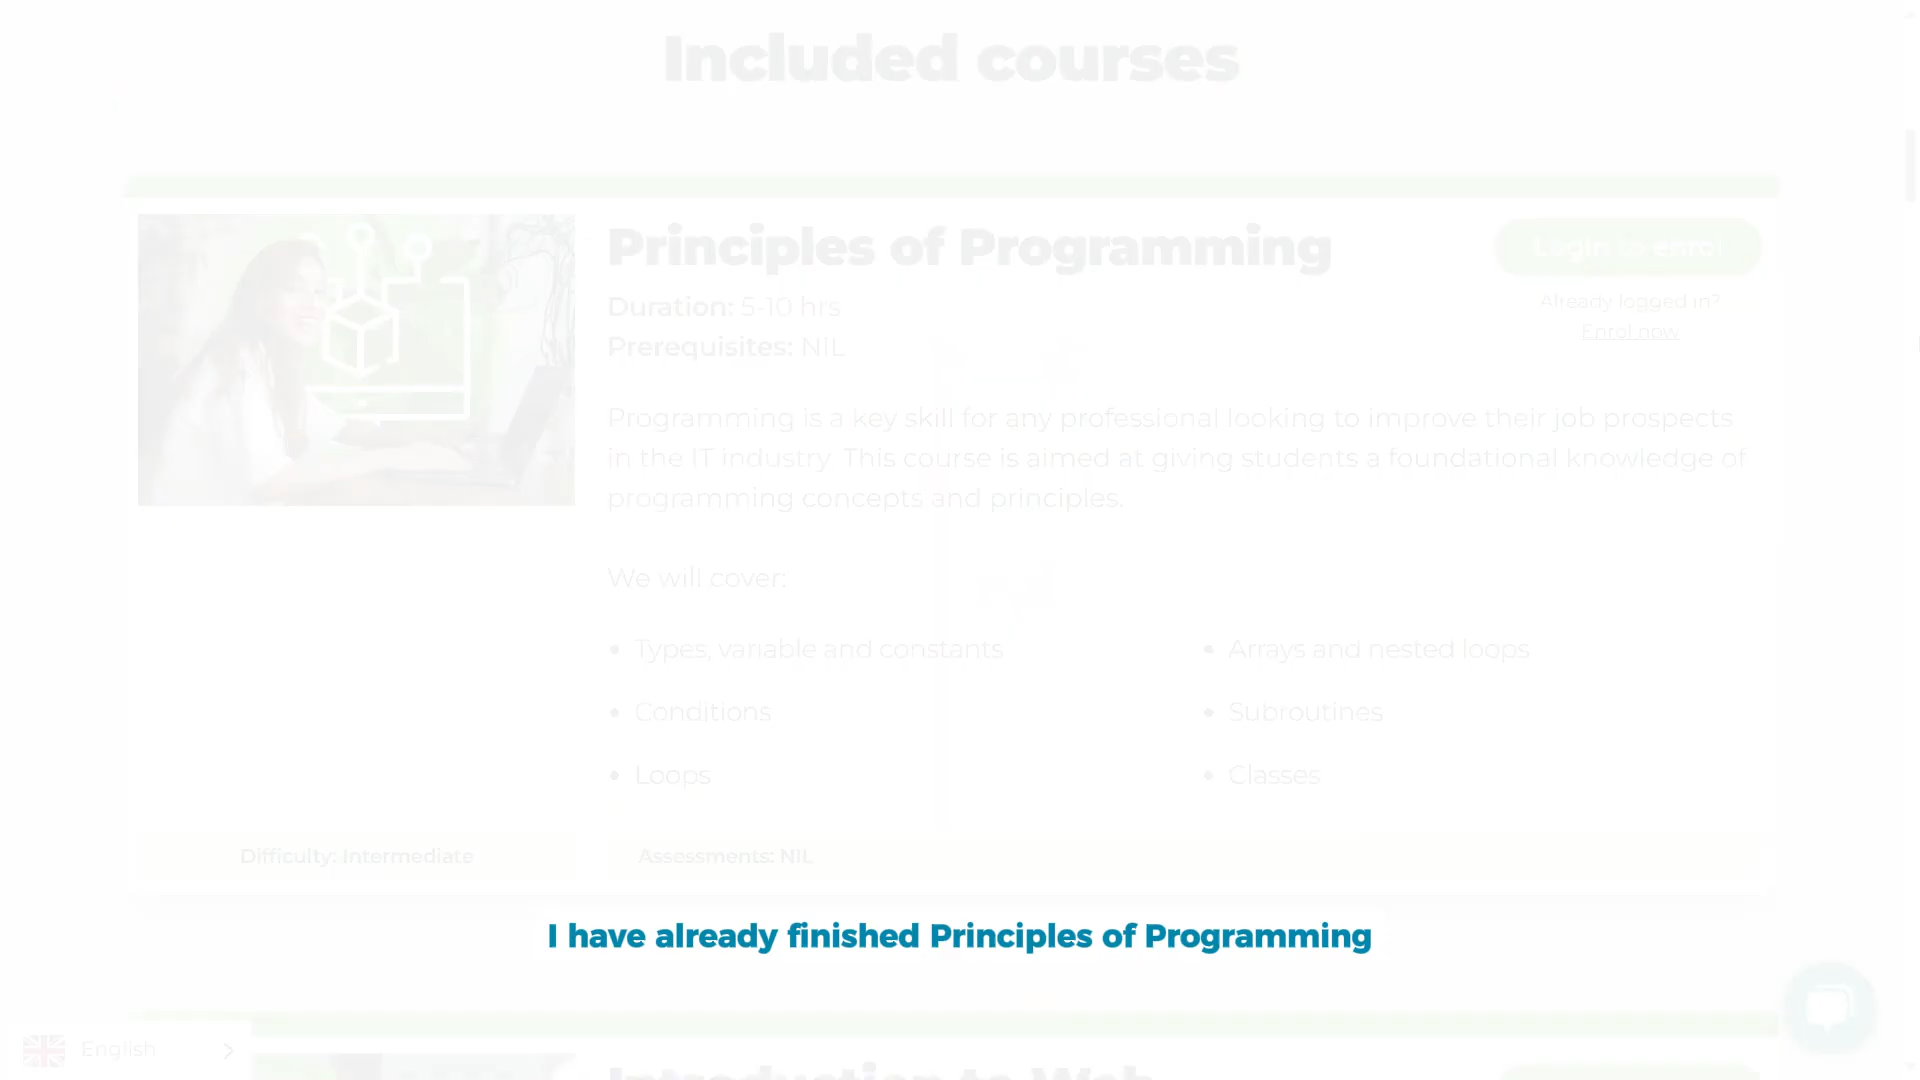 Included courses
Principles of Programming
Login to enrol
Duration: 5-10 hrs
Already logged in?
Enrol now
Prerequisites: NIL
Programming is a key skill for any professional looking to improve their job prospects
in the IT industry. This course is aimed at giving students a foundational knowledge of
programming concepts and principles.
We will cover:
• Types, variable and constants
• Conditions
• Loops
• Arrays and nested loops
• Subroutines
• Classes
Difficulty: Intermediate
Assessments: NIL
I have already finished Principles of Programming
Introduction to Web
English